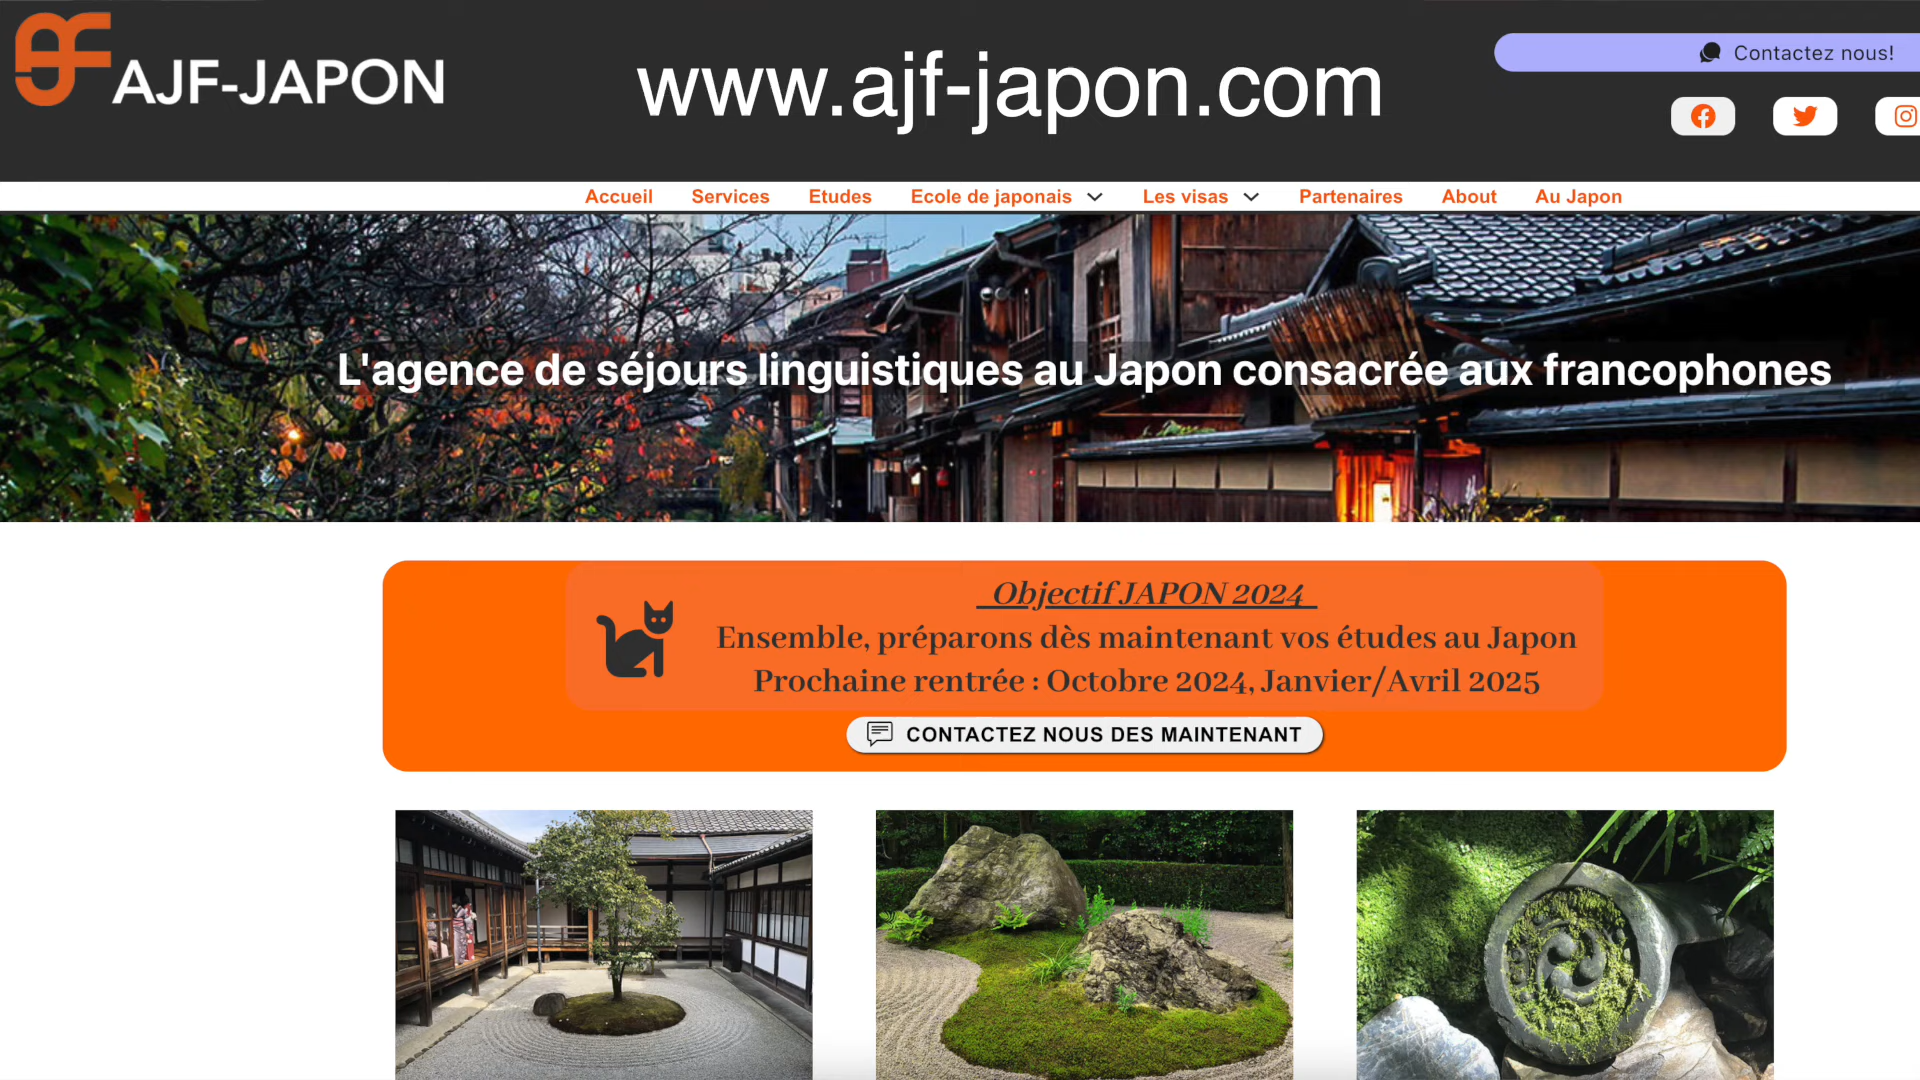 AJF-JAPON
www.ajf-japon.com
Contactez nous!
Accueil Services Etudes Ecole de japonais Les visas Partenaires About Au Japon
L'agence de séjours linguistiques au Japon consacrée aux francophones
Objectif JAPON 2024
Ensemble, préparons dès maintenant vos études au Japon
Prochaine rentrée : Octobre 2024, Janvier/Avril 2025
CONTACTEZ NOUS DES MAINTENANT